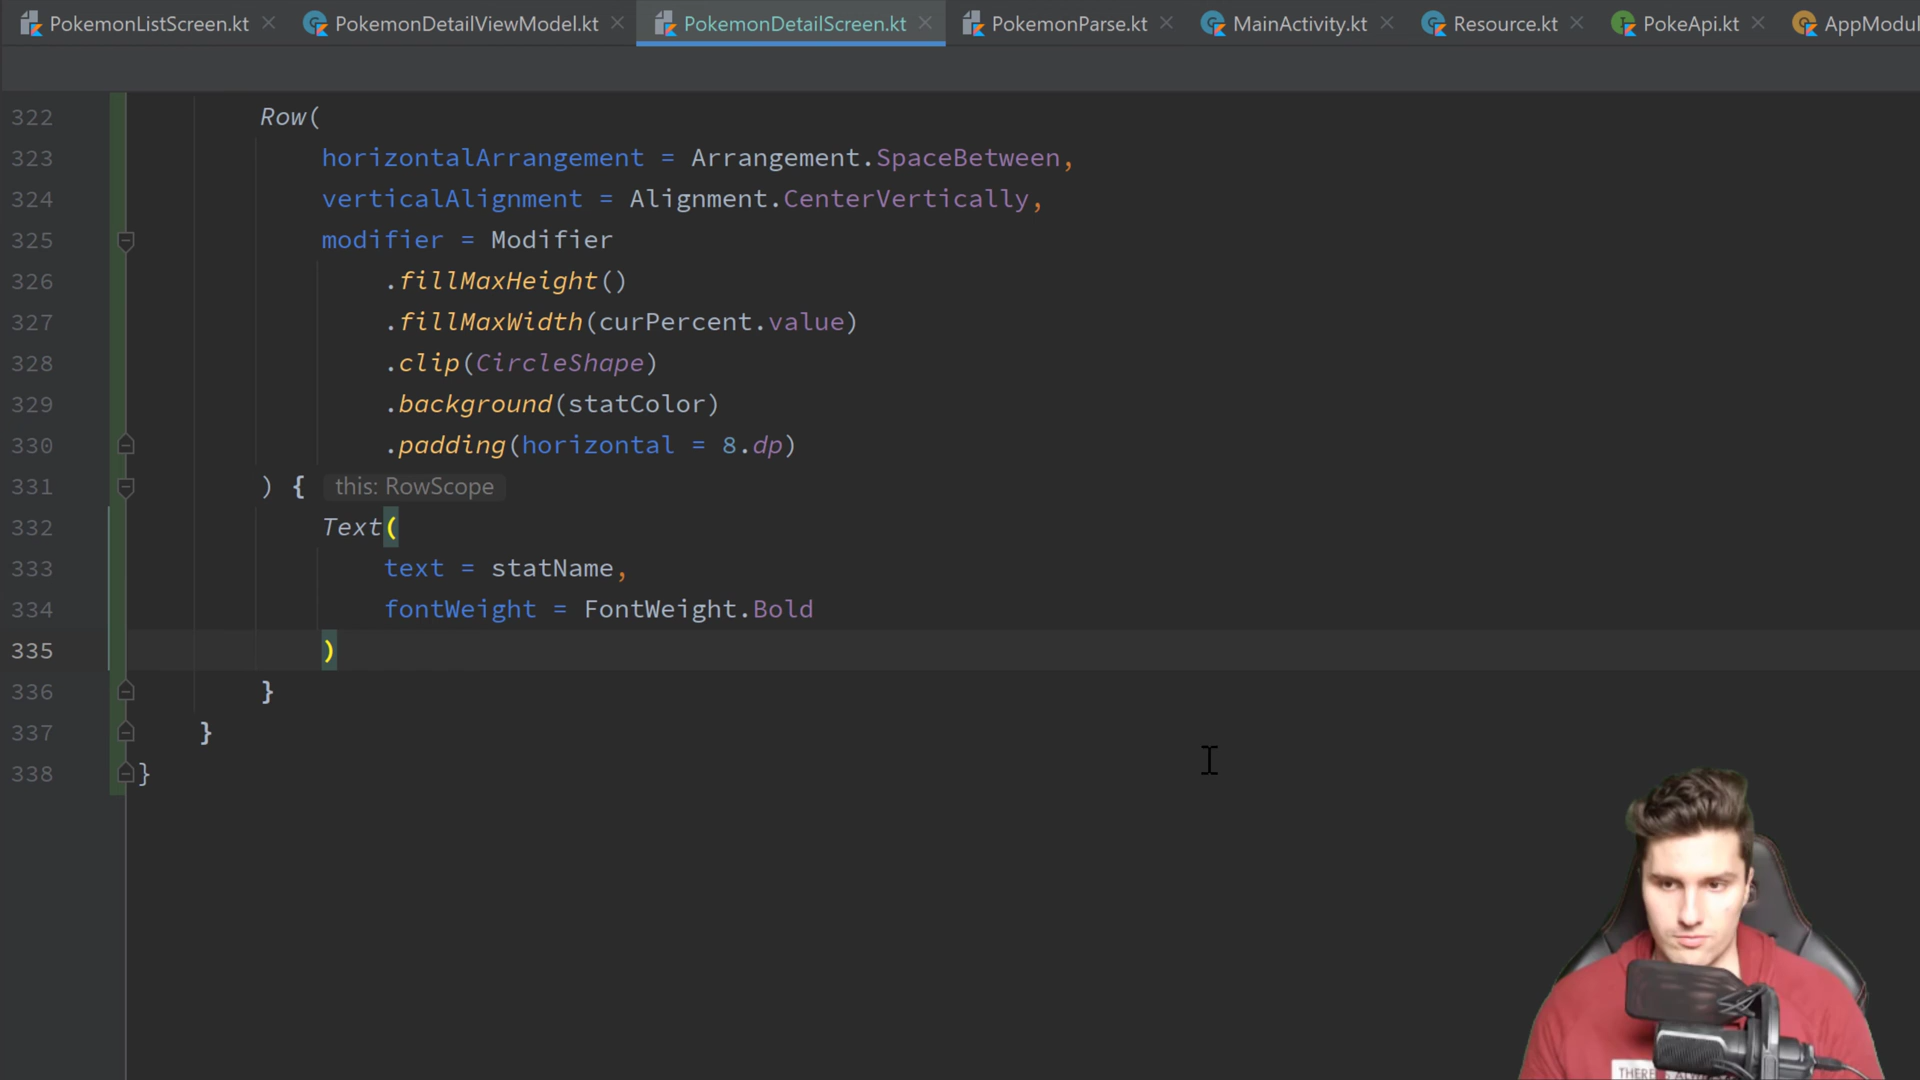 PokemonListScreen.kt PokemonDetailViewModel.kt PokemonDetailScreen.kt PokemonParse.kt MainActivity.kt Resource.kt PokeApi.kt AppModul
322 Row(
323 horizontalArrangement = Arrangement.SpaceBetween,
324 verticalAlignment = Alignment.CenterVertically,
325 modifier = Modifier
326 .fillMaxHeight()
327 .fillMaxWidth(curPercent.value)
328 .clip(CircleShape)
329 .background(statColor)
330 .padding(horizontal = 8.dp)
331 ) { this: RowScope
332 Text(
333 text = statName,
334 fontWeight = FontWeight.Bold
335 )
336 }
337 }
338 }